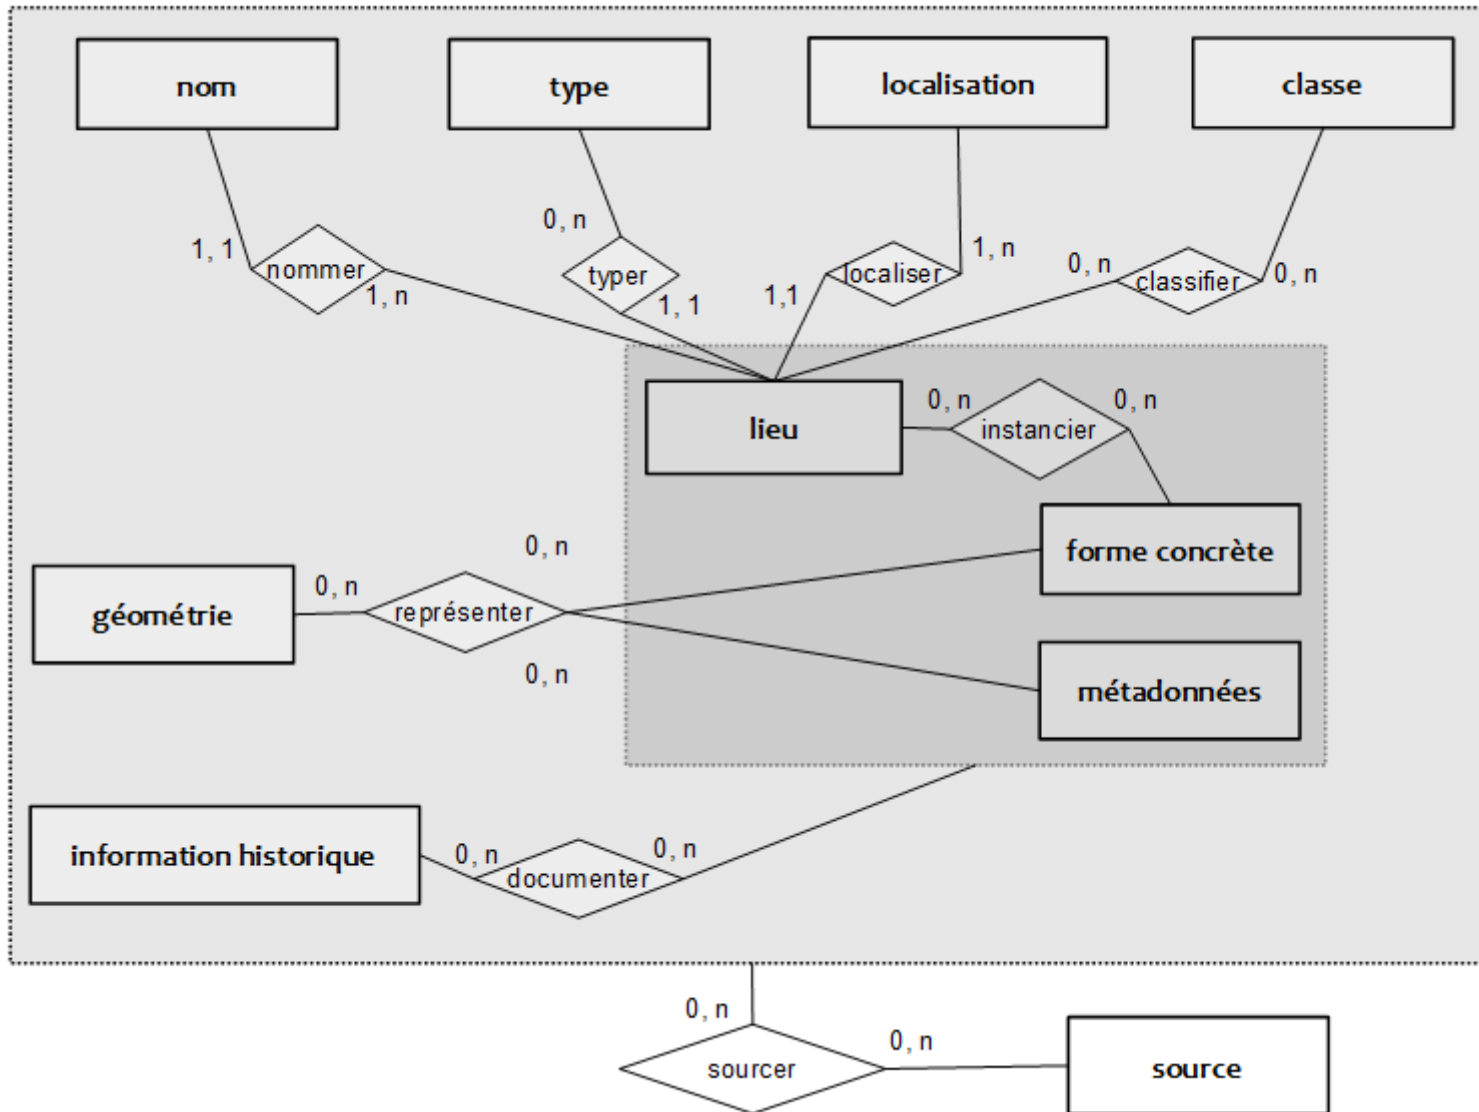 nom
type
localisation
classe
0, n
1, 1
nommer
1, n
typer
1, 1
localiser
1,1
1, n
0, n
classifier
0, n
lieu
0, n
instancier
0, n
forme concrète
0, n
géométrie
0, n
représenter
0, n
métadonnées
information historique
0, n
documenter
0, n
0, n
sourcer
0, n
source